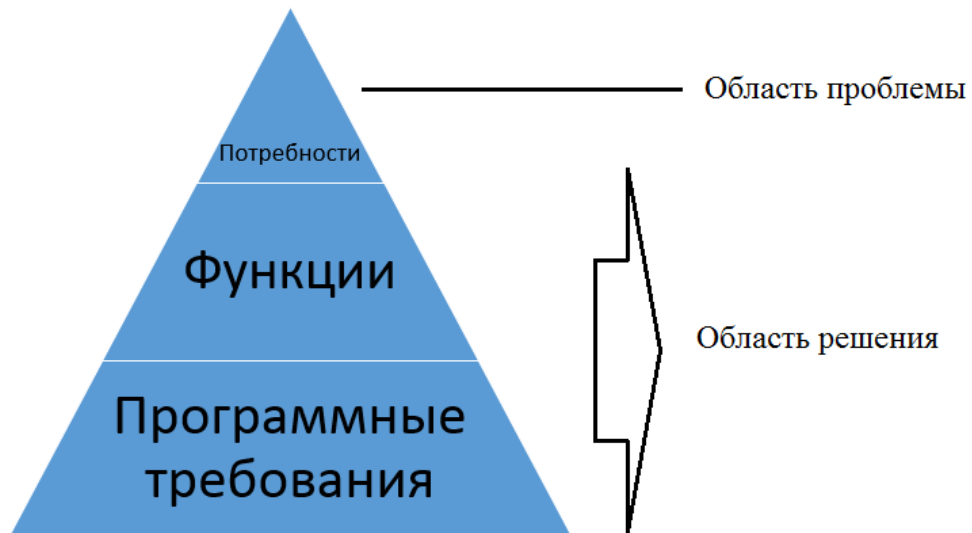 Область проблемы
Потребности
Функции
Область решения
Программные
требования